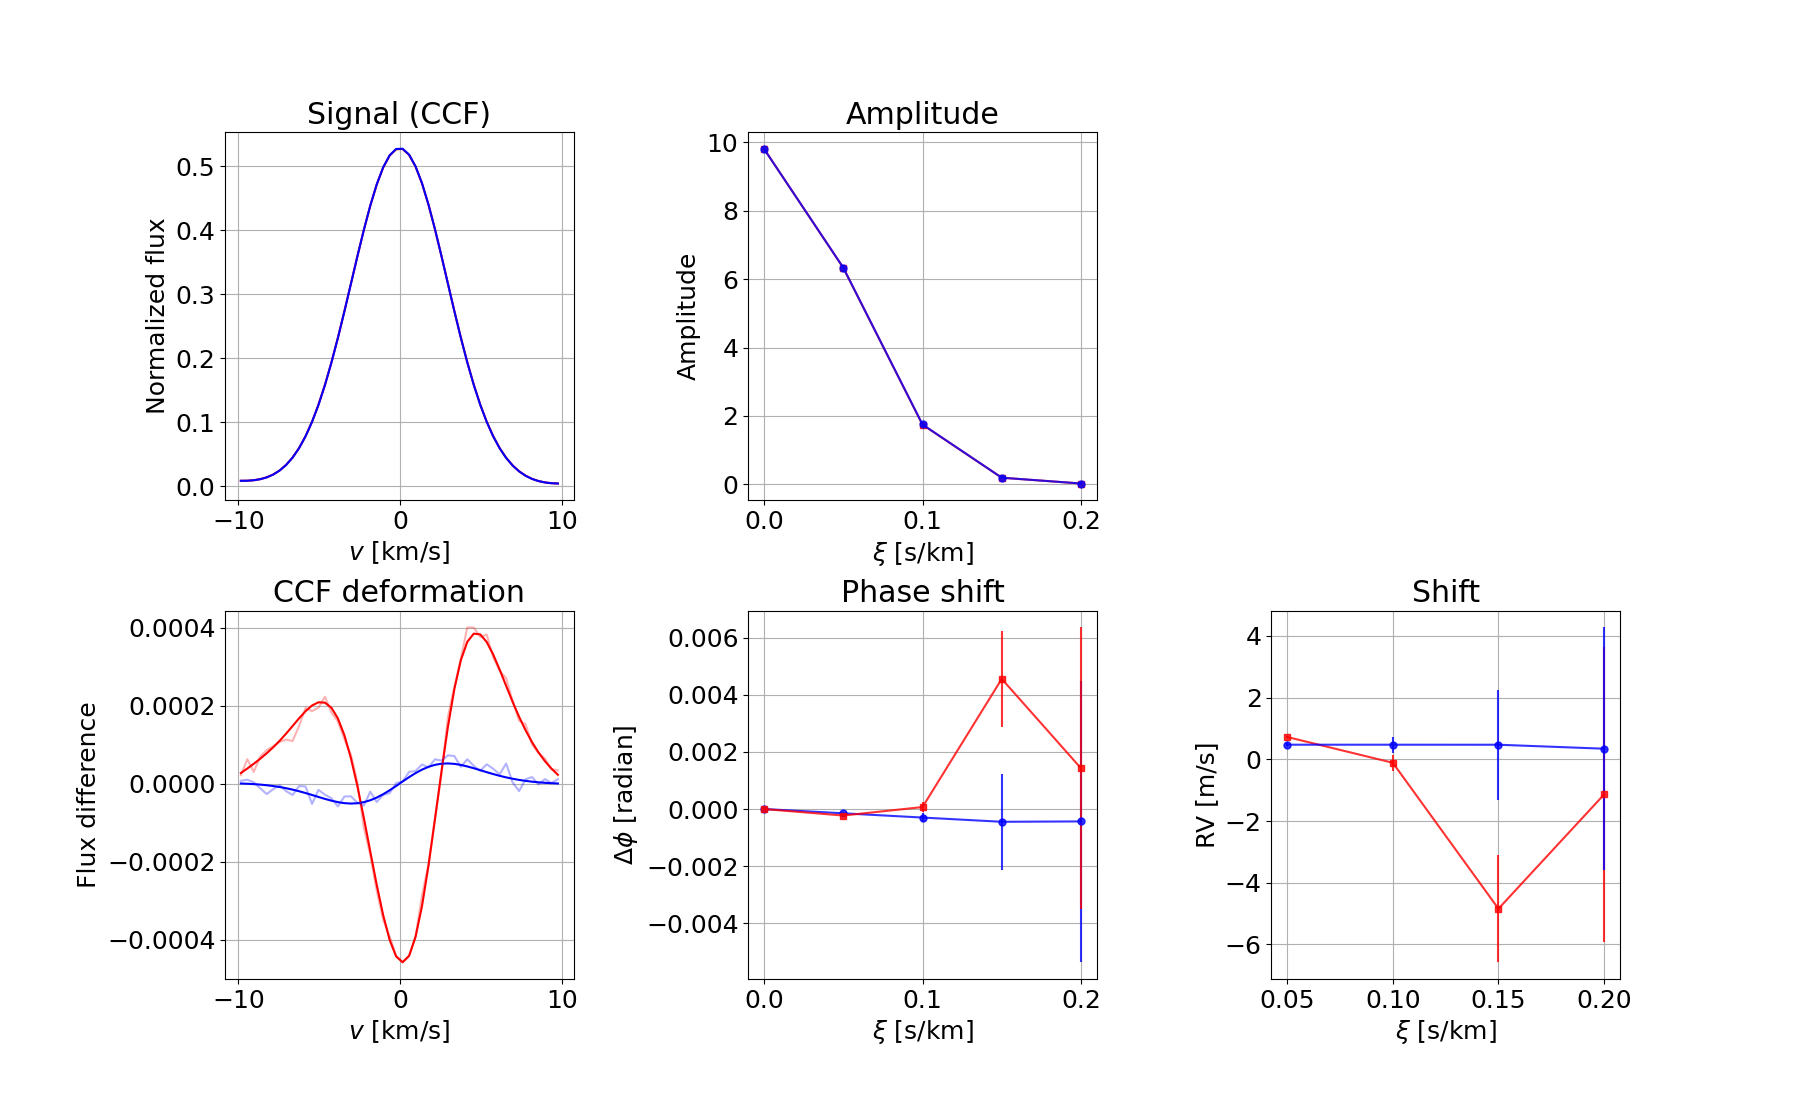 Signal (CCF)
Normalized flux
0.5
0.4
0.3
0.2
0.1
0.0
−10 0 10
v [km/s]
Amplitude
Amplitude
10
8
6
4
2
0
0.0 0.1 0.2
ξ [s/km]
CCF deformation
Flux difference
0.0004
0.0002
0.0000
−0.0002
−0.0004
−10 0 10
v [km/s]
Phase shift
Δϕ [radian]
0.006
0.004
0.002
0.000
−0.002
−0.004
0.0 0.1 0.2
ξ [s/km]
Shift
RV [m/s]
4
2
0
−2
−4
−6
0.05 0.10 0.15 0.20
ξ [s/km]